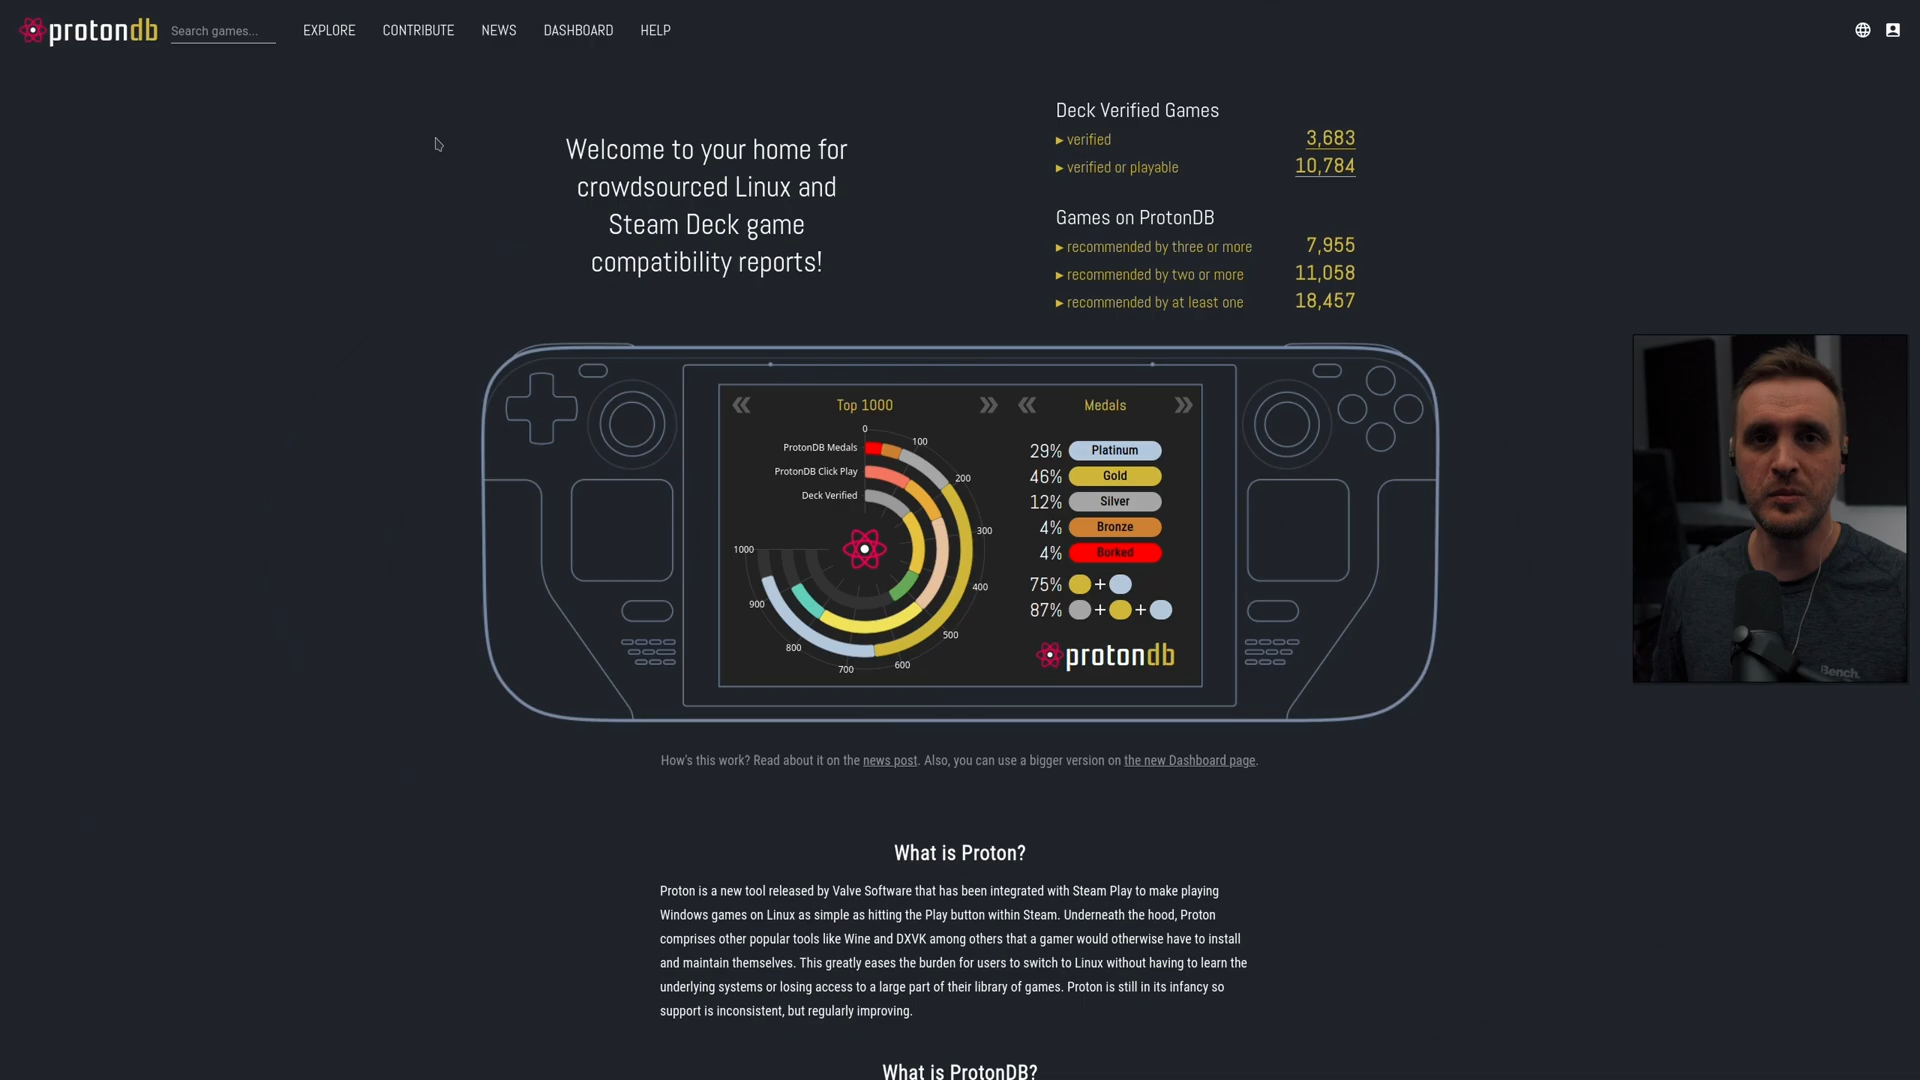 protondb
Search games...
EXPLORE
CONTRIBUTE
NEWS
DASHBOARD
HELP
Welcome to your home for
crowdsourced Linux and
Steam Deck game
compatibility reports!
Deck Verified Games
▸ verified 3,683
▸ verified or playable 10,784
Games on ProtonDB
▸ recommended by three or more 7,955
▸ recommended by two or more 11,058
▸ recommended by at least one 18,457
Top 1000
0
100
200
300
400
500
600
700
800
900
1000
ProtonDB Medals
ProtonDB Click Play
Deck Verified
Medals
29% Platinum
46% Gold
12% Silver
4% Bronze
4% Borked
75% +
87% + +
protondb
Bench.
How's this work? Read about it on the news post. Also, you can use a bigger version on the new Dashboard page.
What is Proton?
Proton is a new tool released by Valve Software that has been integrated with Steam Play to make playing
Windows games on Linux as simple as hitting the Play button within Steam. Underneath the hood, Proton
comprises other popular tools like Wine and DXVK among others that a gamer would otherwise have to install
and maintain themselves. This greatly eases the burden for users to switch to Linux without having to learn the
underlying systems or losing access to a large part of their library of games. Proton is still in its infancy so
support is inconsistent, but regularly improving.
What is ProtonDB?